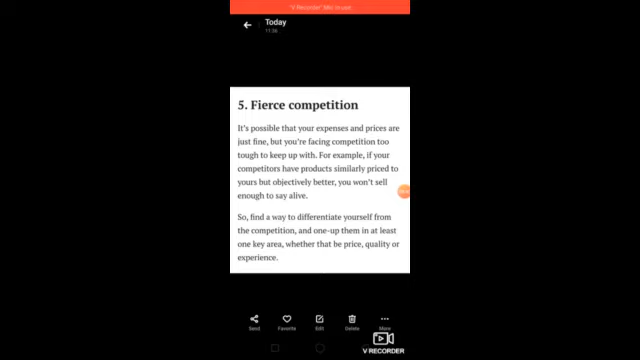 "V Recorder" Mic in use.
Today
11:36
5. Fierce competition
It's possible that your expenses and prices are
just fine, but you're facing competition too
tough to keep up with. For example, if your
competitors have products similarly priced to
yours but objectively better, you won't sell
enough to say alive.
So, find a way to differentiate yourself from
the competition, and one-up them in at least
one key area, whether that be price, quality or
experience.
Send Favorite Edit Delete More
V RECORDER